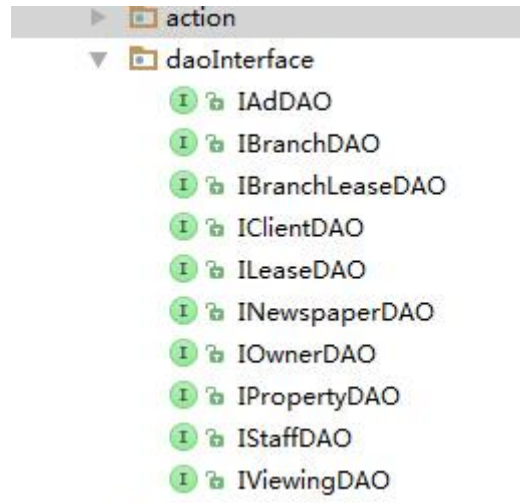 action
daoInterface
IAdDAO
IBranchDAO
IBranchLeaseDAO
IClientDAO
ILeaseDAO
INewspaperDAO
IOwnerDAO
IPropertyDAO
IStaffDAO
IViewingDAO